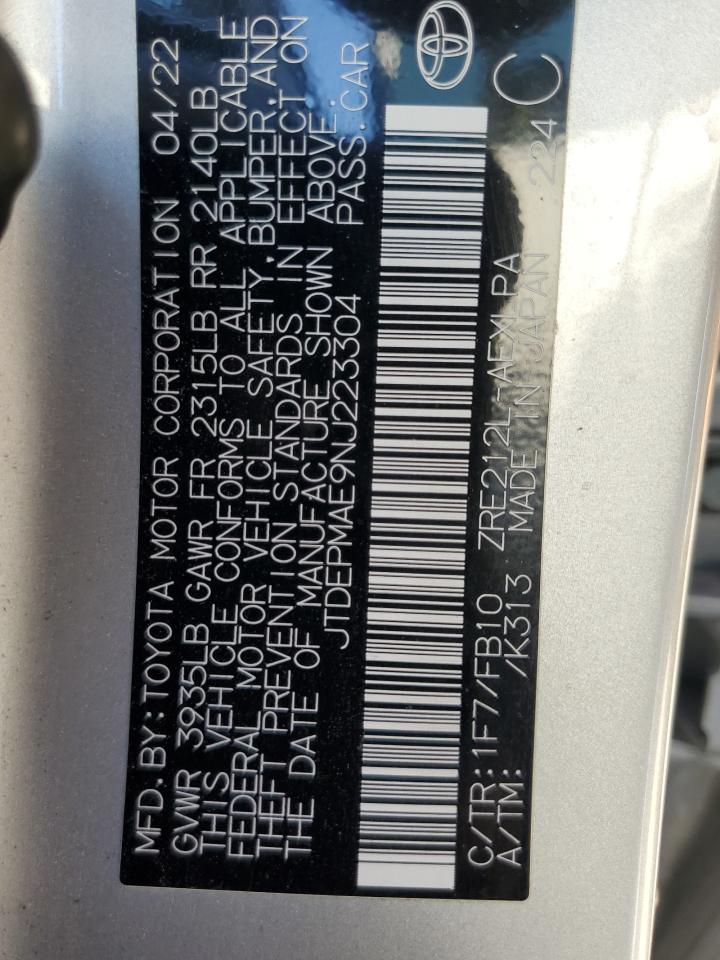 MFD.BY:TOYOTA MOTOR CORPORATION 04/22
GVWR 3935LB GAWR FR 2315LB RR 2140LB
THIS VEHICLE CONFORMS TO ALL APPLICABLE
FEDERAL MOTOR VEHICLE SAFETY,BUMPER,AND
THEFT PREVENTION STANDARDS IN EFFECT ON
THE DATE OF MANUFACTURE SHOWN ABOVE.
JTDEPMAE9NJ223304 PASS.CAR
C/TR:1F7/FB10 ZRE212L-AEXLPA
A/TM: /K313 MADE IN JAPAN 224 C